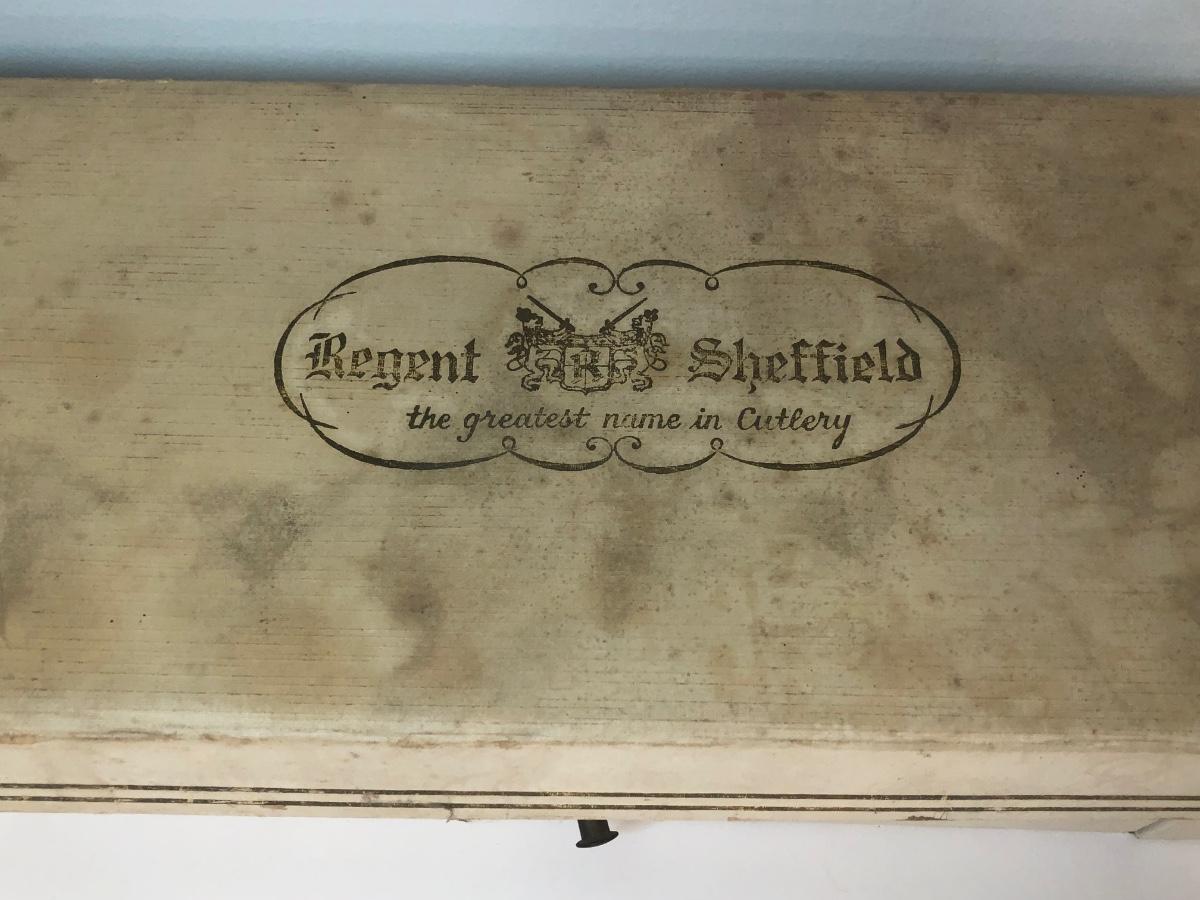 Regent R Sheffield
the greatest name in Cutlery